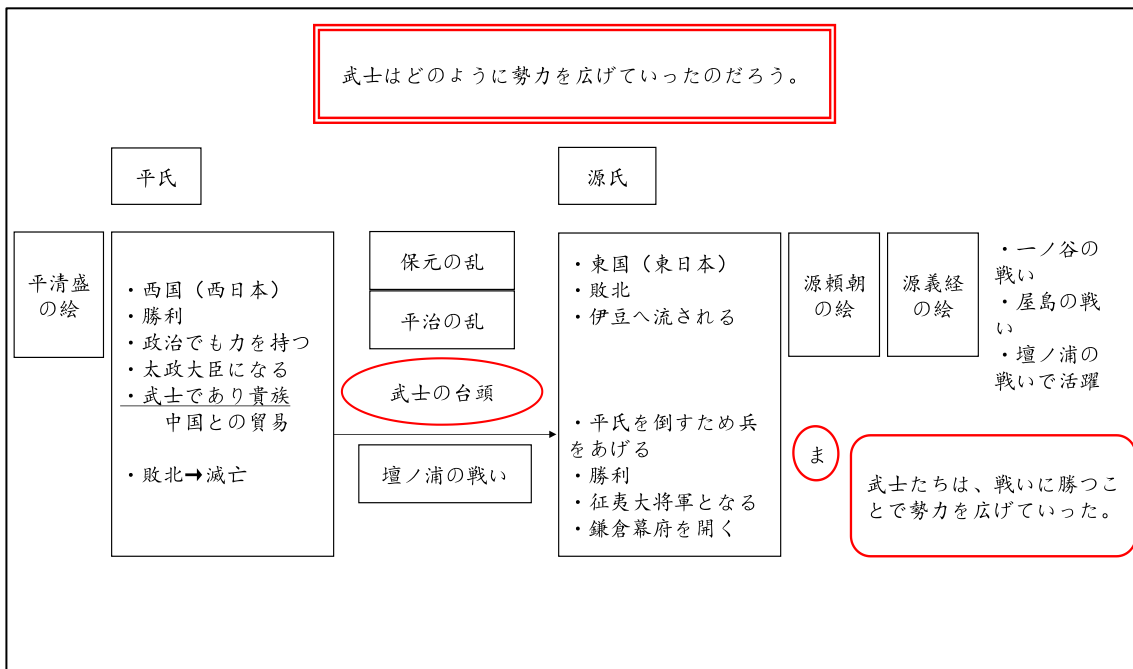 武士はどのように勢力を広げていったのだろう。
平氏
源氏
平清盛
の絵
・西国(西日本)
・勝利
・政治でも力を持つ
・太政大臣になる
・武士であり貴族
中国との貿易
・敗北→滅亡
保元の乱
平治の乱
武士の台頭
壇ノ浦の戦い
・東国(東日本)
・敗北
・伊豆へ流される
・平氏を倒すため兵
をあげる
・勝利
・征夷大将軍となる
・鎌倉幕府を開く
源頼朝
の絵
源義経
の絵
・一ノ谷の
戦い
・屋島の戦
い
・壇ノ浦の
戦いで活躍
ま
武士たちは、戦いに勝つこ
とで勢力を広げていった。